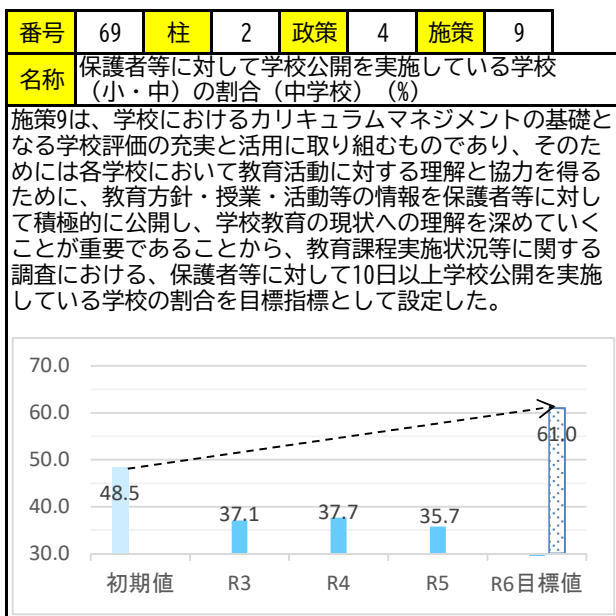 番号 69 柱 2 政策 4 施策 9
名称 保護者等に対して学校公開を実施している学校
（小・中）の割合（中学校）（%）
施策9は、学校におけるカリキュラムマネジメントの基礎と
なる学校評価の充実と活用に取り組むものであり、そのた
めには各学校において教育活動に対する理解と協力を得る
ために、教育方針・授業・活動等の情報を保護者等に対し
て積極的に公開し、学校教育の現状への理解を深めていく
ことが重要であることから、教育課程実施状況等に関する
調査における、保護者等に対して10日以上学校公開を実施
している学校の割合を目標指標として設定した。
70.0
60.0
50.0
40.0
30.0
48.5
37.1
37.7
35.7
61.0
初期値 R3 R4 R5 R6目標値